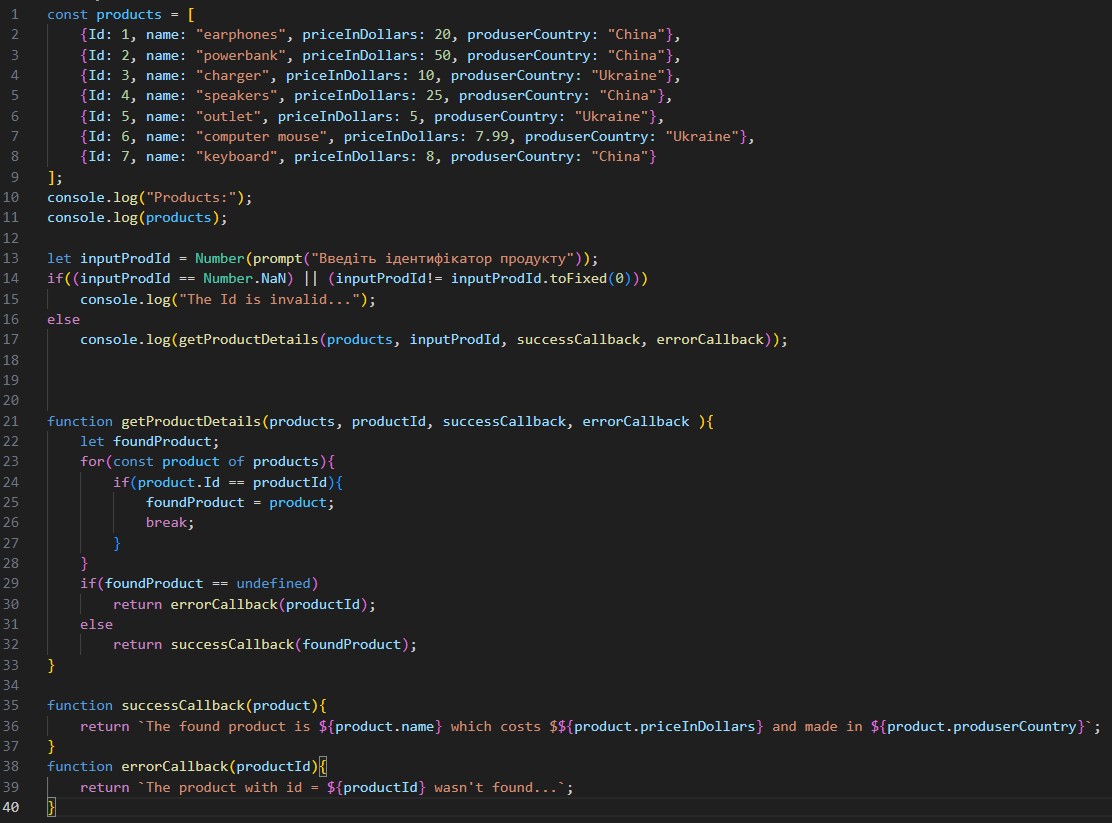 1 const products = [
2     {Id: 1, name: "earphones", priceInDollars: 20, produserCountry: "China"},
3     {Id: 2, name: "powerbank", priceInDollars: 50, produserCountry: "China"},
4     {Id: 3, name: "charger", priceInDollars: 10, produserCountry: "Ukraine"},
5     {Id: 4, name: "speakers", priceInDollars: 25, produserCountry: "China"},
6     {Id: 5, name: "outlet", priceInDollars: 5, produserCountry: "Ukraine"},
7     {Id: 6, name: "computer mouse", priceInDollars: 7.99, produserCountry: "Ukraine"},
8     {Id: 7, name: "keyboard", priceInDollars: 8, produserCountry: "China"}
9 ];
10 console.log("Products:");
11 console.log(products);
12
13 let inputProdId = Number(prompt("Введіть ідентифікатор продукту"));
14 if((inputProdId == Number.NaN) || (inputProdId!= inputProdId.toFixed(0)))
15     console.log("The Id is invalid...");
16 else
17     console.log(getProductDetails(products, inputProdId, successCallback, errorCallback));
18
19
20
21 function getProductDetails(products, productId, successCallback, errorCallback ){
22     let foundProduct;
23     for(const product of products){
24         if(product.Id == productId){
25             foundProduct = product;
26             break;
27         }
28     }
29     if(foundProduct == undefined)
30         return errorCallback(productId);
31     else
32         return successCallback(foundProduct);
33 }
34
35 function successCallback(product){
36     return `The found product is ${product.name} which costs $${product.priceInDollars} and made in ${product.produserCountry}`;
37 }
38 function errorCallback(productId){
39     return `The product with id = ${productId} wasn't found...`;
40 }